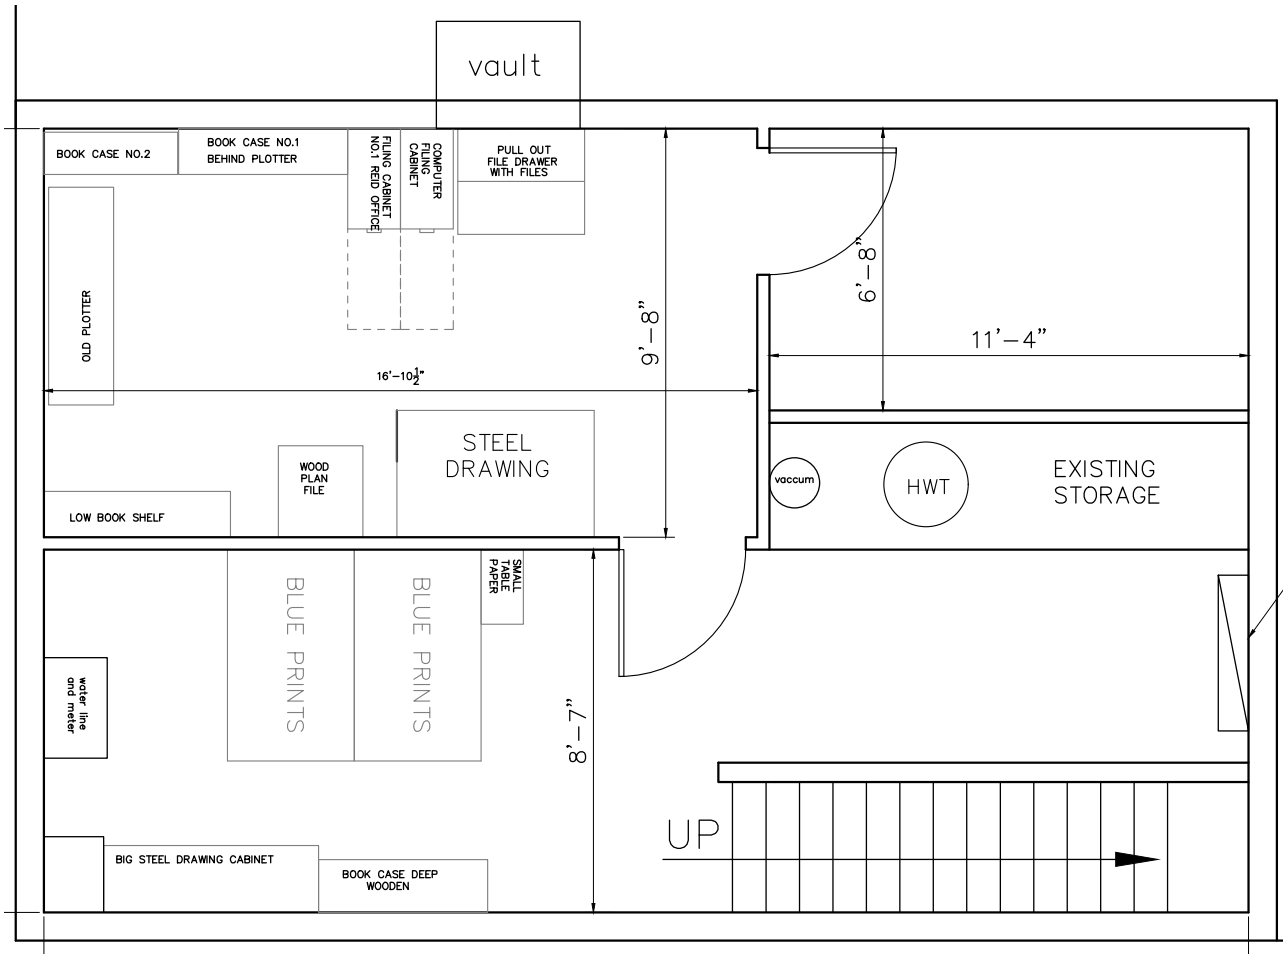 vault
BOOK CASE NO.2
BOOK CASE NO.1
BEHIND PLOTTER
FILING CABINET
NO.1 REID OFFICE
COMPUTER
FILING
CABINET
PULL OUT
FILE DRAWER
WITH FILES
OLD PLOTTER
9'-8"
6'-8"
11'-4"
16'-10 1/2"
STEEL
DRAWING
WOOD
PLAN
FILE
LOW BOOK SHELF
vaccum
HWT
EXISTING
STORAGE
BLUE PRINTS
BLUE PRINTS
SMALL
TABLE
PAPER
water line
and meter
8'-7"
UP
BIG STEEL DRAWING CABINET
BOOK CASE DEEP
WOODEN